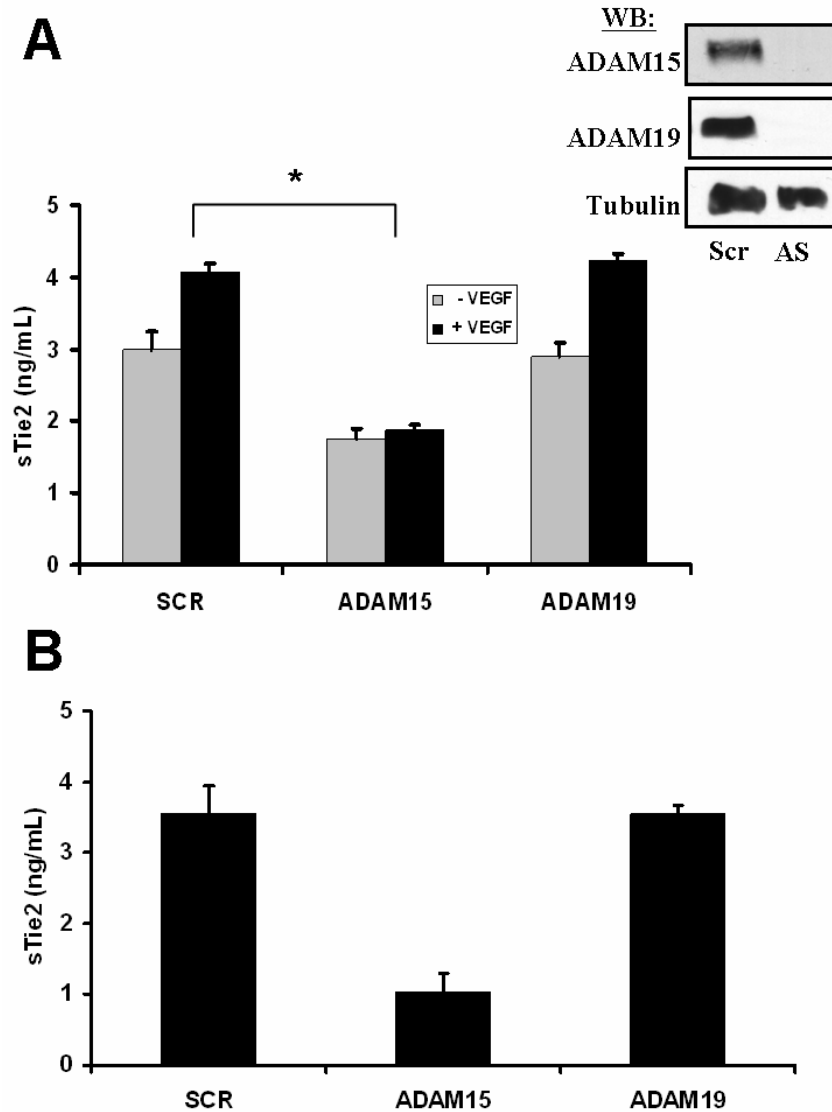 A
WB:
ADAM15
ADAM19
Tubulin
Scr AS
*
5
4
3
2
1
0
sTie2 (ng/mL)
- VEGF
+ VEGF
SCR ADAM15 ADAM19
B
5
4
3
2
1
0
sTie2 (ng/mL)
SCR ADAM15 ADAM19